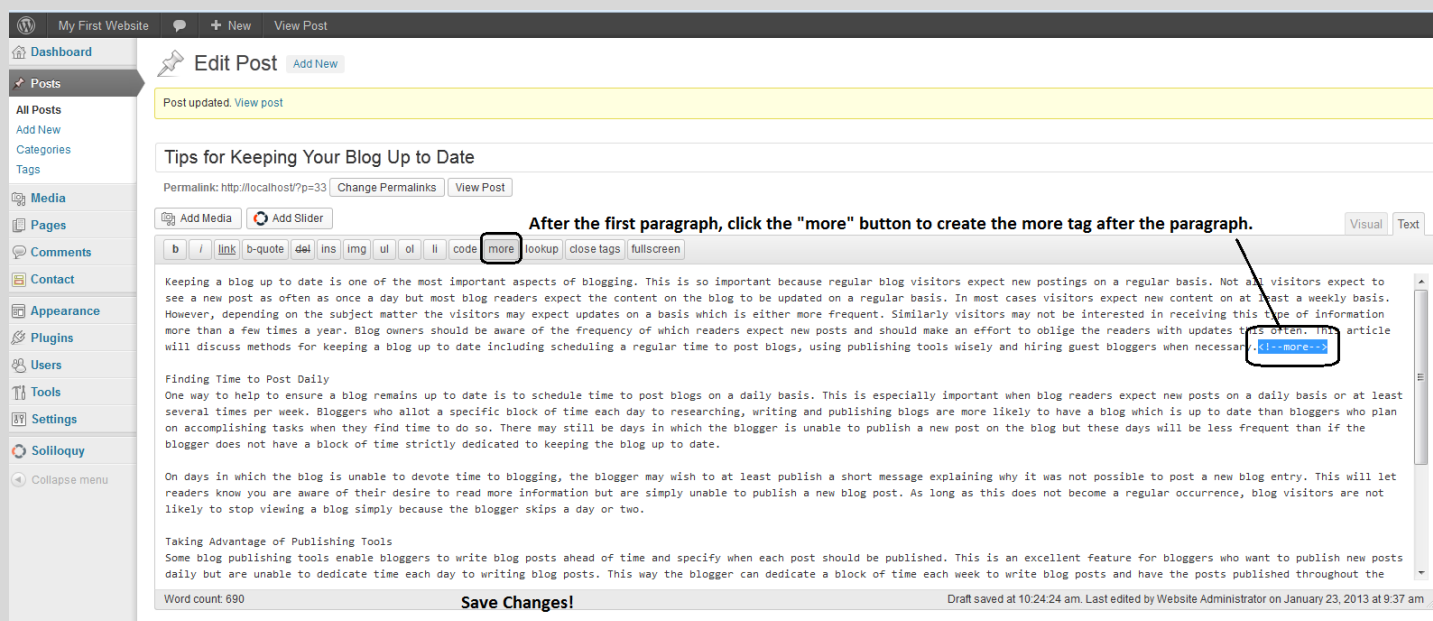 My First Website + New View Post
Dashboard
Posts
All Posts
Add New
Categories
Tags
Media
Pages
Comments
Contact
Appearance
Plugins
Users
Tools
Settings
Soliloquy
Collapse menu
Edit Post Add New
Post updated. View post
Tips for Keeping Your Blog Up to Date
Permalink: http://localhost/?p=33 Change Permalinks View Post
Add Media Add Slider
After the first paragraph, click the "more" button to create the more tag after the paragraph.
Visual Text
b i link b-quote del ins img ul ol li code more lookup close tags fullscreen
Keeping a blog up to date is one of the most important aspects of blogging. This is so important because regular blog visitors expect new postings on a regular basis. Not all visitors expect to
see a new post as often as once a day but most blog readers expect the content on the blog to be updated on a regular basis. In most cases visitors expect new content on at least a weekly basis.
However, depending on the subject matter the visitors may expect updates on a basis which is either more frequent. Similarly visitors may not be interested in receiving this type of information
more than a few times a year. Blog owners should be aware of the frequency of which readers expect new posts and should make an effort to oblige the readers with updates this often. This article
will discuss methods for keeping a blog up to date including scheduling a regular time to post blogs, using publishing tools wisely and hiring guest bloggers when necessary.<!--more-->
Finding Time to Post Daily
One way to help to ensure a blog remains up to date is to schedule time to post blogs on a daily basis. This is especially important when blog readers expect new posts on a daily basis or at least
several times per week. Bloggers who allot a specific block of time each day to researching, writing and publishing blogs are more likely to have a blog which is up to date than bloggers who plan
on accomplishing tasks when they find time to do so. There may still be days in which the blogger is unable to publish a new post on the blog but these days will be less frequent than if the
blogger does not have a block of time strictly dedicated to keeping the blog up to date.
On days in which the blog is unable to devote time to blogging, the blogger may wish to at least publish a short message explaining why it was not possible to post a new blog entry. This will let
readers know you are aware of their desire to read more information but are simply unable to publish a new blog post. As long as this does not become a regular occurrence, blog visitors are not
likely to stop viewing a blog simply because the blogger skips a day or two.
Taking Advantage of Publishing Tools
Some blog publishing tools enable bloggers to write blog posts ahead of time and specify when each post should be published. This is an excellent feature for bloggers who want to publish new posts
daily but are unable to dedicate time each day to writing blog posts. This way the blogger can dedicate a block of time each week to write blog posts and have the posts published throughout the
Word count: 690
Save Changes!
Draft saved at 10:24:24 am. Last edited by Website Administrator on January 23, 2013 at 9:37 am